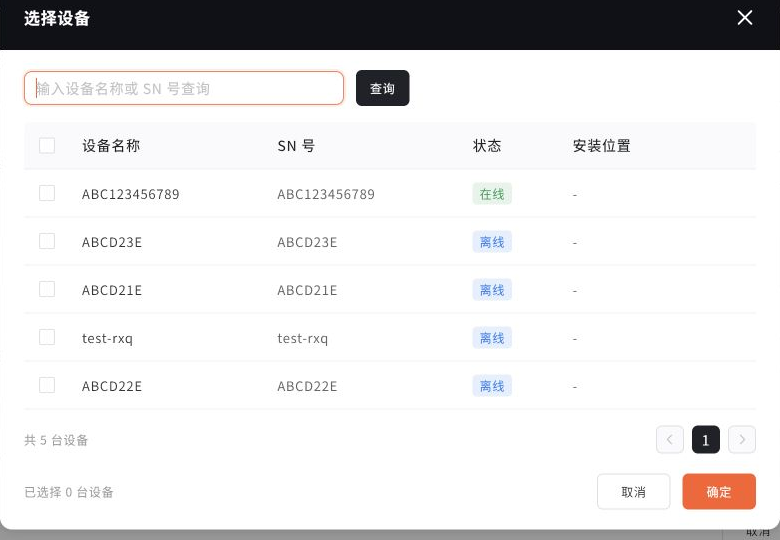 选择设备
输入设备名称或 SN 号查询 查询
设备名称 SN 号 状态 安装位置
ABC123456789 ABC123456789 在线 -
ABCD23E ABCD23E 离线 -
ABCD21E ABCD21E 离线 -
test-rxq test-rxq 离线 -
ABCD22E ABCD22E 离线 -
共 5 台设备 1
已选择 0 台设备 取消 确定
取消